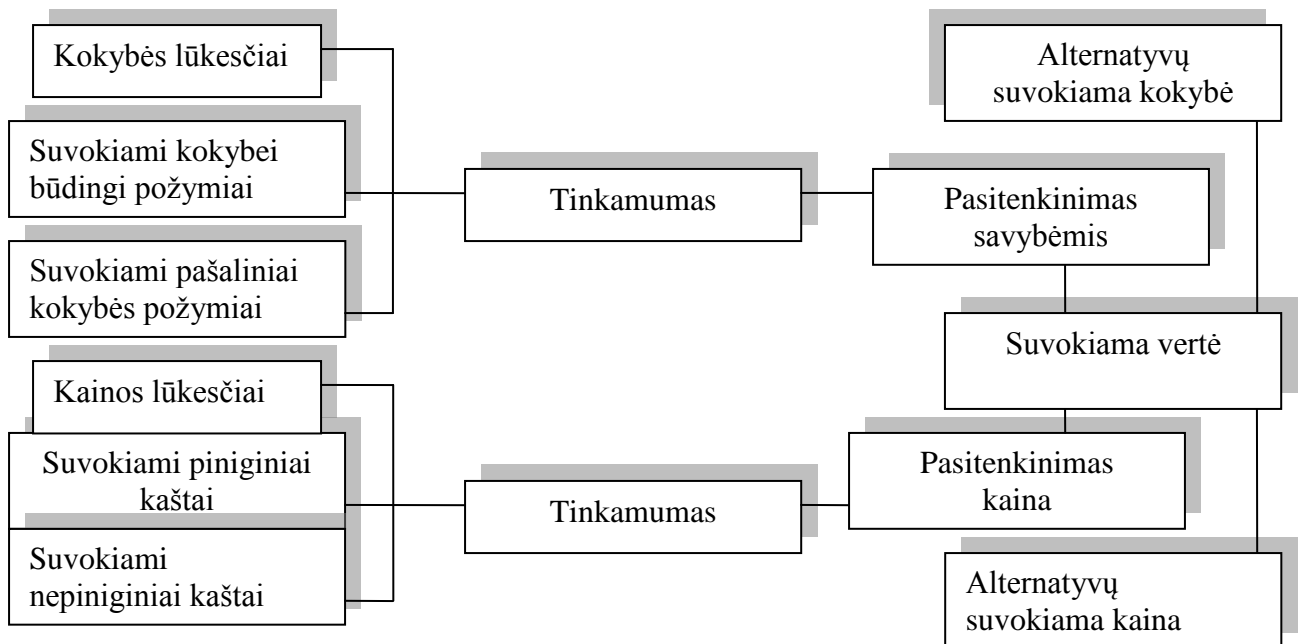 Kokybės lūkesčiai
Suvokiami kokybei
būdingi požymiai
Suvokiami pašaliniai
kokybės požymiai
Tinkamumas
Pasitenkinimas
savybėmis
Alternatyvų
suvokiama kokybė
Suvokiama vertė
Kainos lūkesčiai
Suvokiami piniginiai
kaštai
Suvokiami
nepiniginiai kaštai
Tinkamumas
Pasitenkinimas
kaina
Alternatyvų
suvokiama kaina